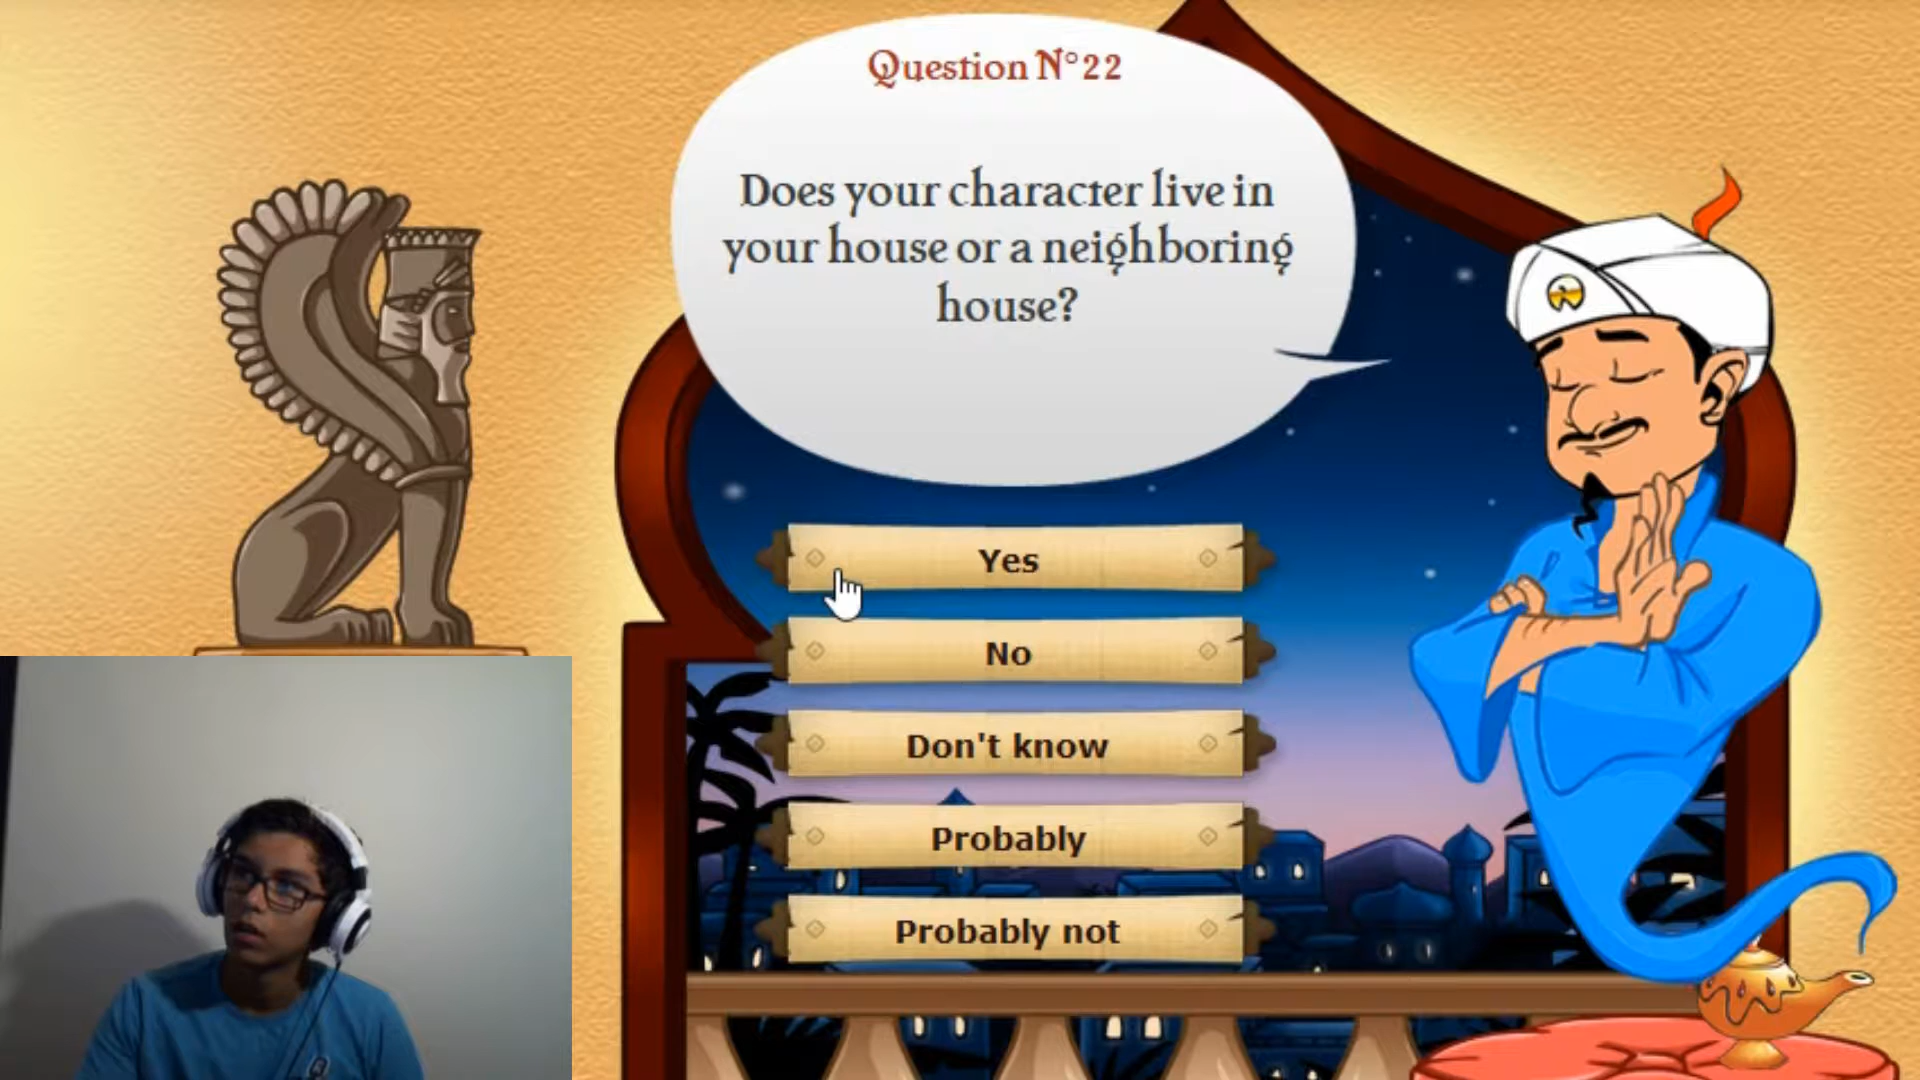 Question N°22
Does your character live in
your house or a neighboring
house?
Yes
No
Don't know
Probably
Probably not